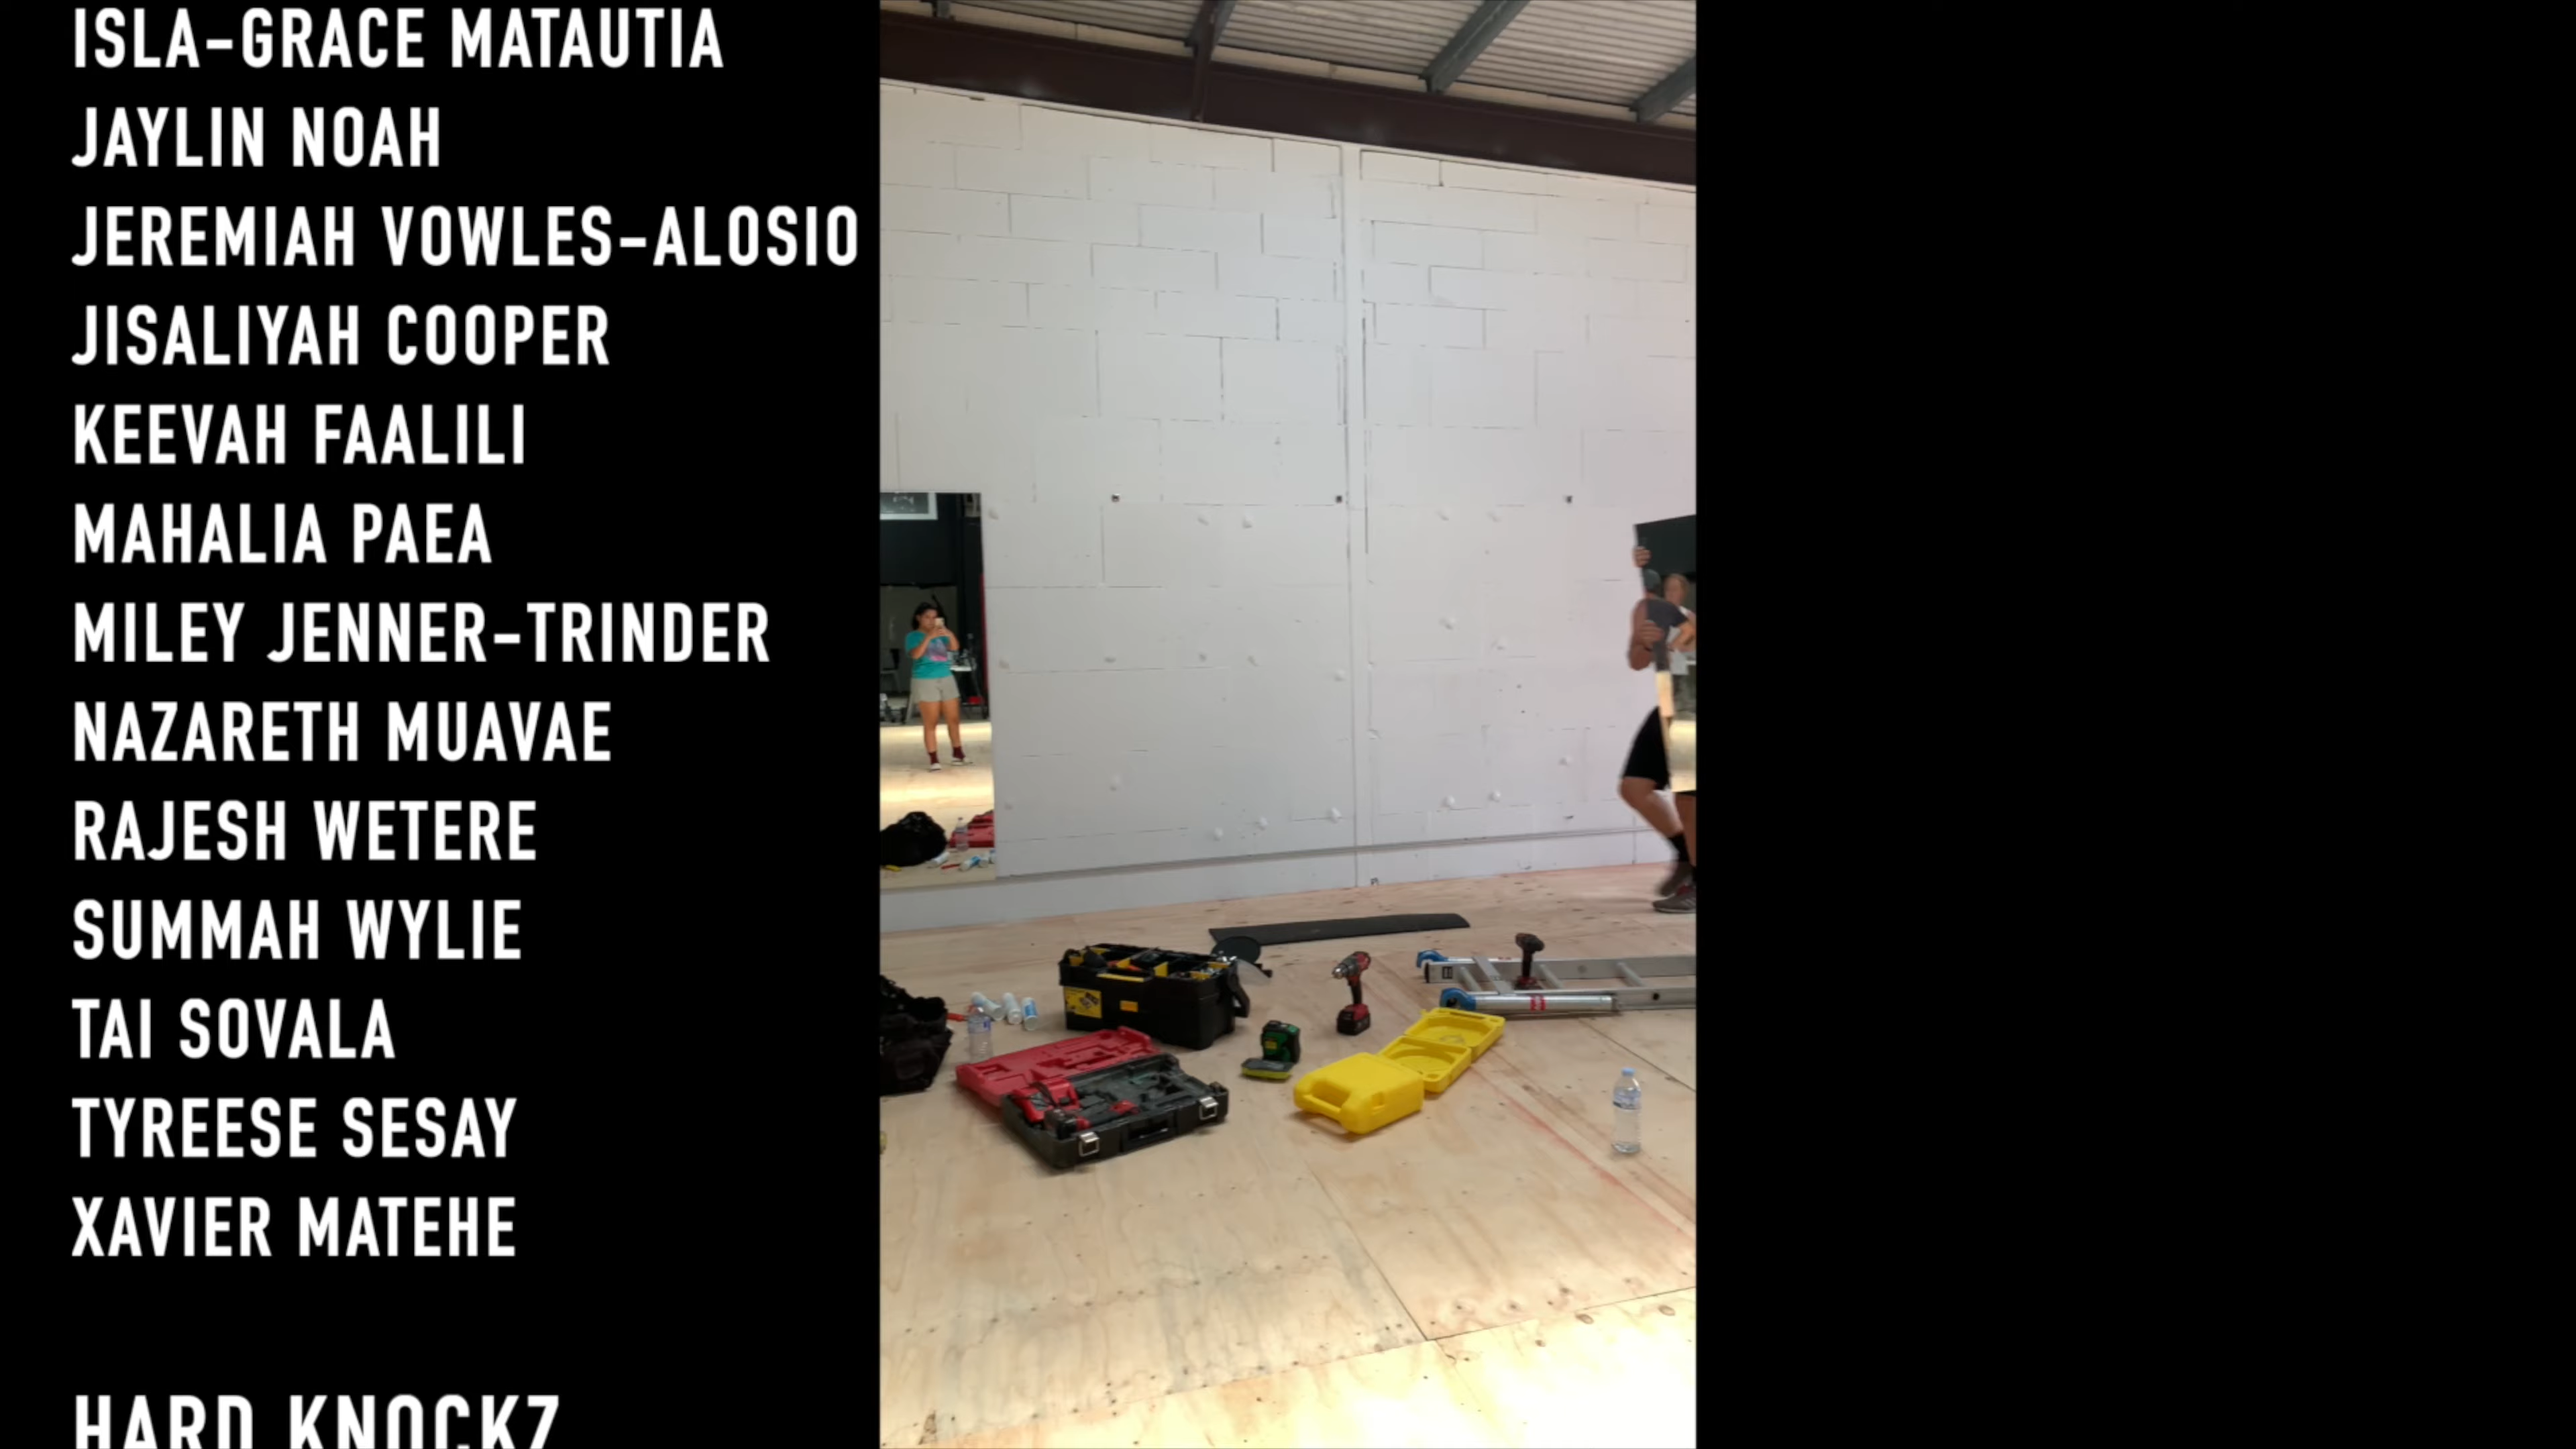 ISLA-GRACE MATAUTIA
JAYLIN NOAH
JEREMIAH VOWLES-ALOSIO
JISALIYAH COOPER
KEEVAH FAALILI
MAHALIA PAEA
MILEY JENNER-TRINDER
NAZARETH MUAVAE
RAJESH WETERE
SUMMAH WYLIE
TAI SOVALA
TYREESE SESAY
XAVIER MATEHE
HARD KNOCKZ